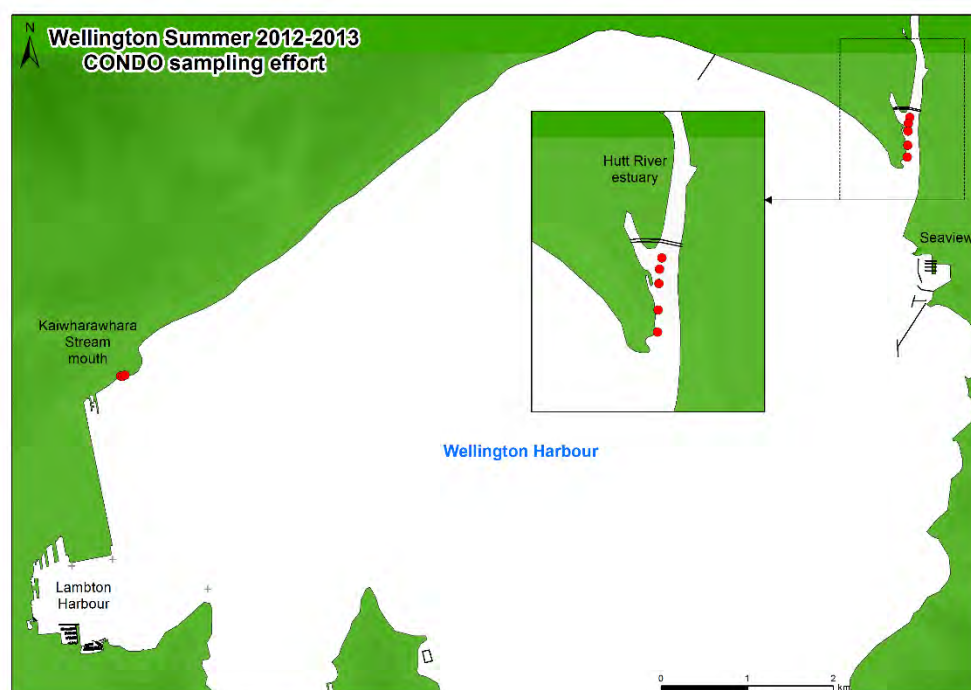 N
Wellington Summer 2012-2013
CONDO sampling effort
Hutt River
estuary
Seaview
Kaiwharawhara
Stream
mouth
Wellington Harbour
Lambton
Harbour
0 1 2
km